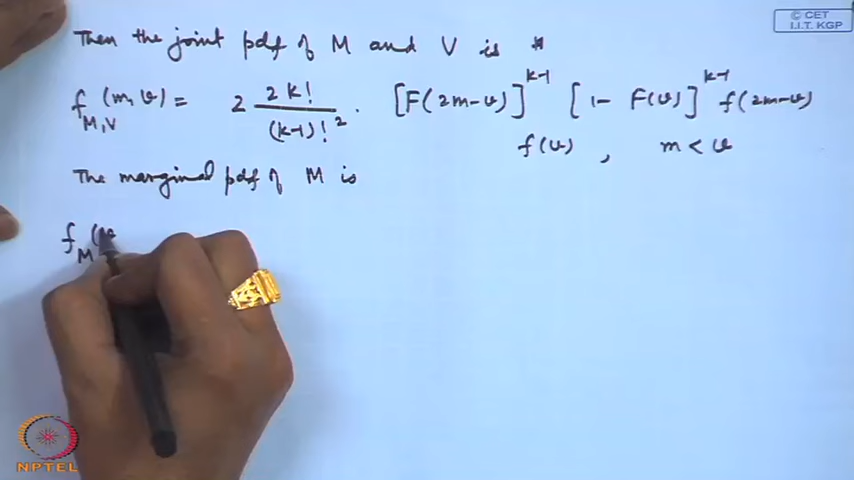 © CET
I.I.T. KGP
Then the joint pdf of M and V is
f_{M,V}(m,v) = 2 \frac{2k!}{(k-1)!^2} . [F(2m-v)]^{k-1} [1- F(v)]^{k-1} f(2m-v)
f(v) , m < v
The marginal pdf of M is
f_M(
NPTEL